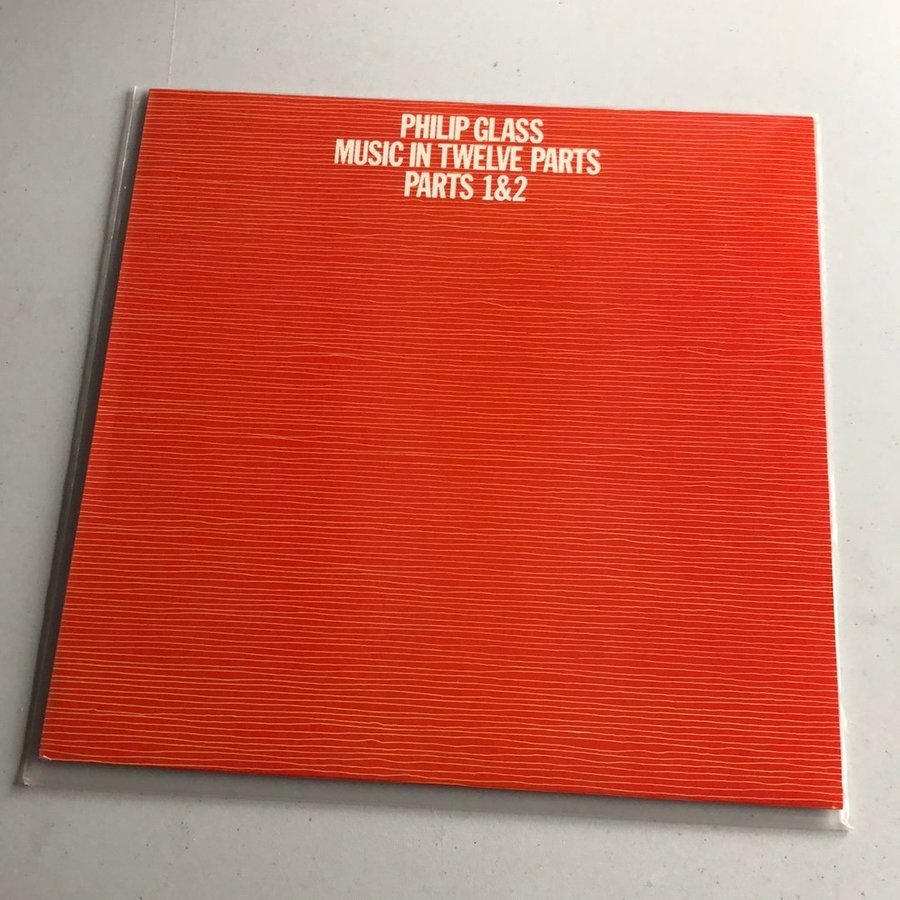 PHILIP GLASS
MUSIC IN TWELVE PARTS
PARTS 1&2